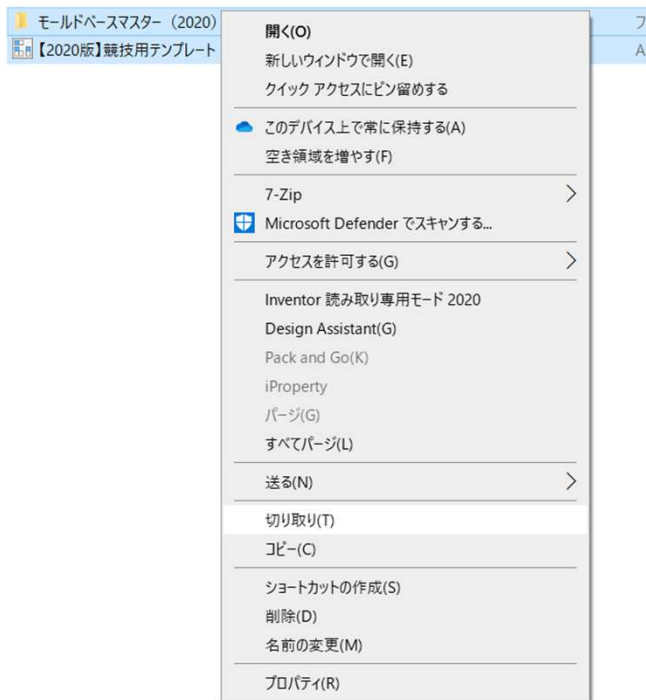 モールドベースマスター（2020）
【2020版】競技用テンプレート
開く(O)
新しいウィンドウで開く(E)
クイック アクセスにピン留めする
このデバイス上で常に保持する(A)
空き領域を増やす(F)
7-Zip
Microsoft Defender でスキャンする...
アクセスを許可する(G)
Inventor 読み取り専用モード 2020
Design Assistant(G)
Pack and Go(K)
iProperty
パージ(G)
すべてパージ(L)
送る(N)
切り取り(T)
コピー(C)
ショートカットの作成(S)
削除(D)
名前の変更(M)
プロパティ(R)